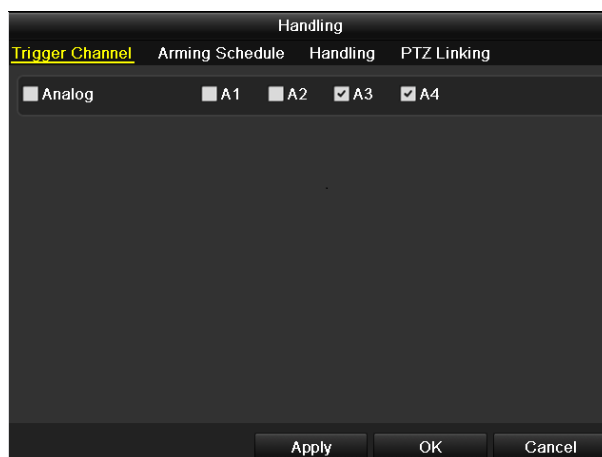 Handling
Trigger Channel Arming Schedule Handling PTZ Linking
Analog A1 A2 A3 A4
Apply OK Cancel